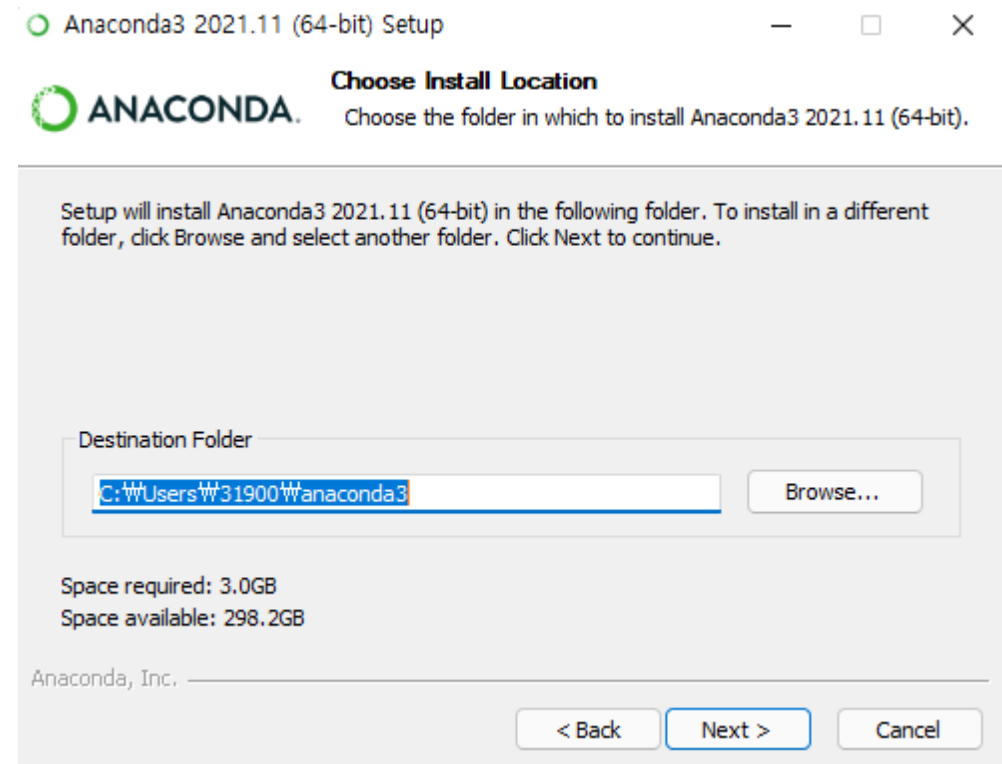 Anaconda3 2021.11 (64-bit) Setup
ANACONDA.
Choose Install Location
Choose the folder in which to install Anaconda3 2021.11 (64-bit).
Setup will install Anaconda3 2021.11 (64-bit) in the following folder. To install in a different
folder, click Browse and select another folder. Click Next to continue.
Destination Folder
C:₩Users₩31900₩anaconda3
Browse...
Space required: 3.0GB
Space available: 298.2GB
Anaconda, Inc.
< Back
Next >
Cancel